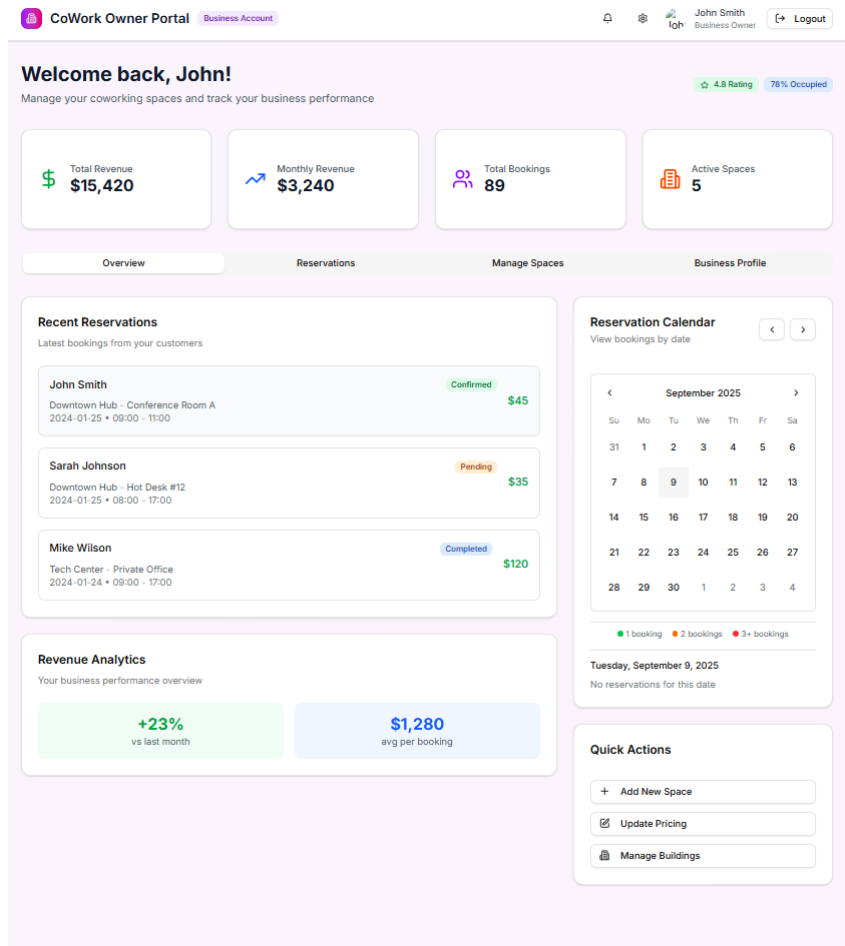 CoWork Owner Portal Business Account
John Smith
Business Owner
Logout
Welcome back, John!
Manage your coworking spaces and track your business performance
4.8 Rating
78% Occupied
Total Revenue
$15,420
Monthly Revenue
$3,240
Total Bookings
89
Active Spaces
5
Overview
Reservations
Manage Spaces
Business Profile
Recent Reservations
Latest bookings from your customers
John Smith
Confirmed
Downtown Hub - Conference Room A
2024-01-25 • 09:00 - 11:00
$45
Sarah Johnson
Pending
Downtown Hub - Hot Desk #12
2024-01-25 • 08:00 - 17:00
$35
Mike Wilson
Completed
Tech Center - Private Office
2024-01-24 • 09:00 - 17:00
$120
Revenue Analytics
Your business performance overview
+23%
vs last month
$1,280
avg per booking
Reservation Calendar
View bookings by date
September 2025
Su Mo Tu We Th Fr Sa
31 1 2 3 4 5 6
7 8 9 10 11 12 13
14 15 16 17 18 19 20
21 22 23 24 25 26 27
28 29 30 1 2 3 4
1 booking 2 bookings 3+ bookings
Tuesday, September 9, 2025
No reservations for this date
Quick Actions
Add New Space
Update Pricing
Manage Buildings